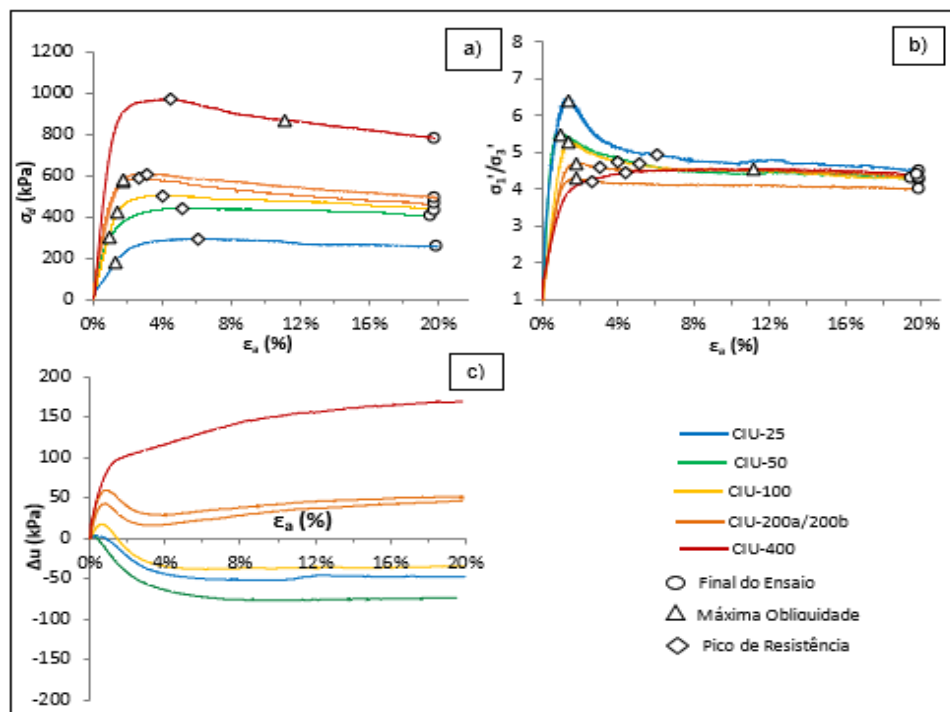 a)
1200
1000
800
600
400
200
0
σd (kPa)
0% 4% 8% 12% 16% 20%
εa (%)
b)
8
7
6
5
4
3
2
1
σ1'/σ3'
0% 4% 8% 12% 16% 20%
εa (%)
c)
200
150
100
50
0
-50
-100
-150
-200
Δu (kPa)
εa (%)
0% 4% 8% 12% 16% 20%
CIU-25
CIU-50
CIU-100
CIU-200a/200b
CIU-400
Final do Ensaio
Máxima Obliquidade
Pico de Resistência